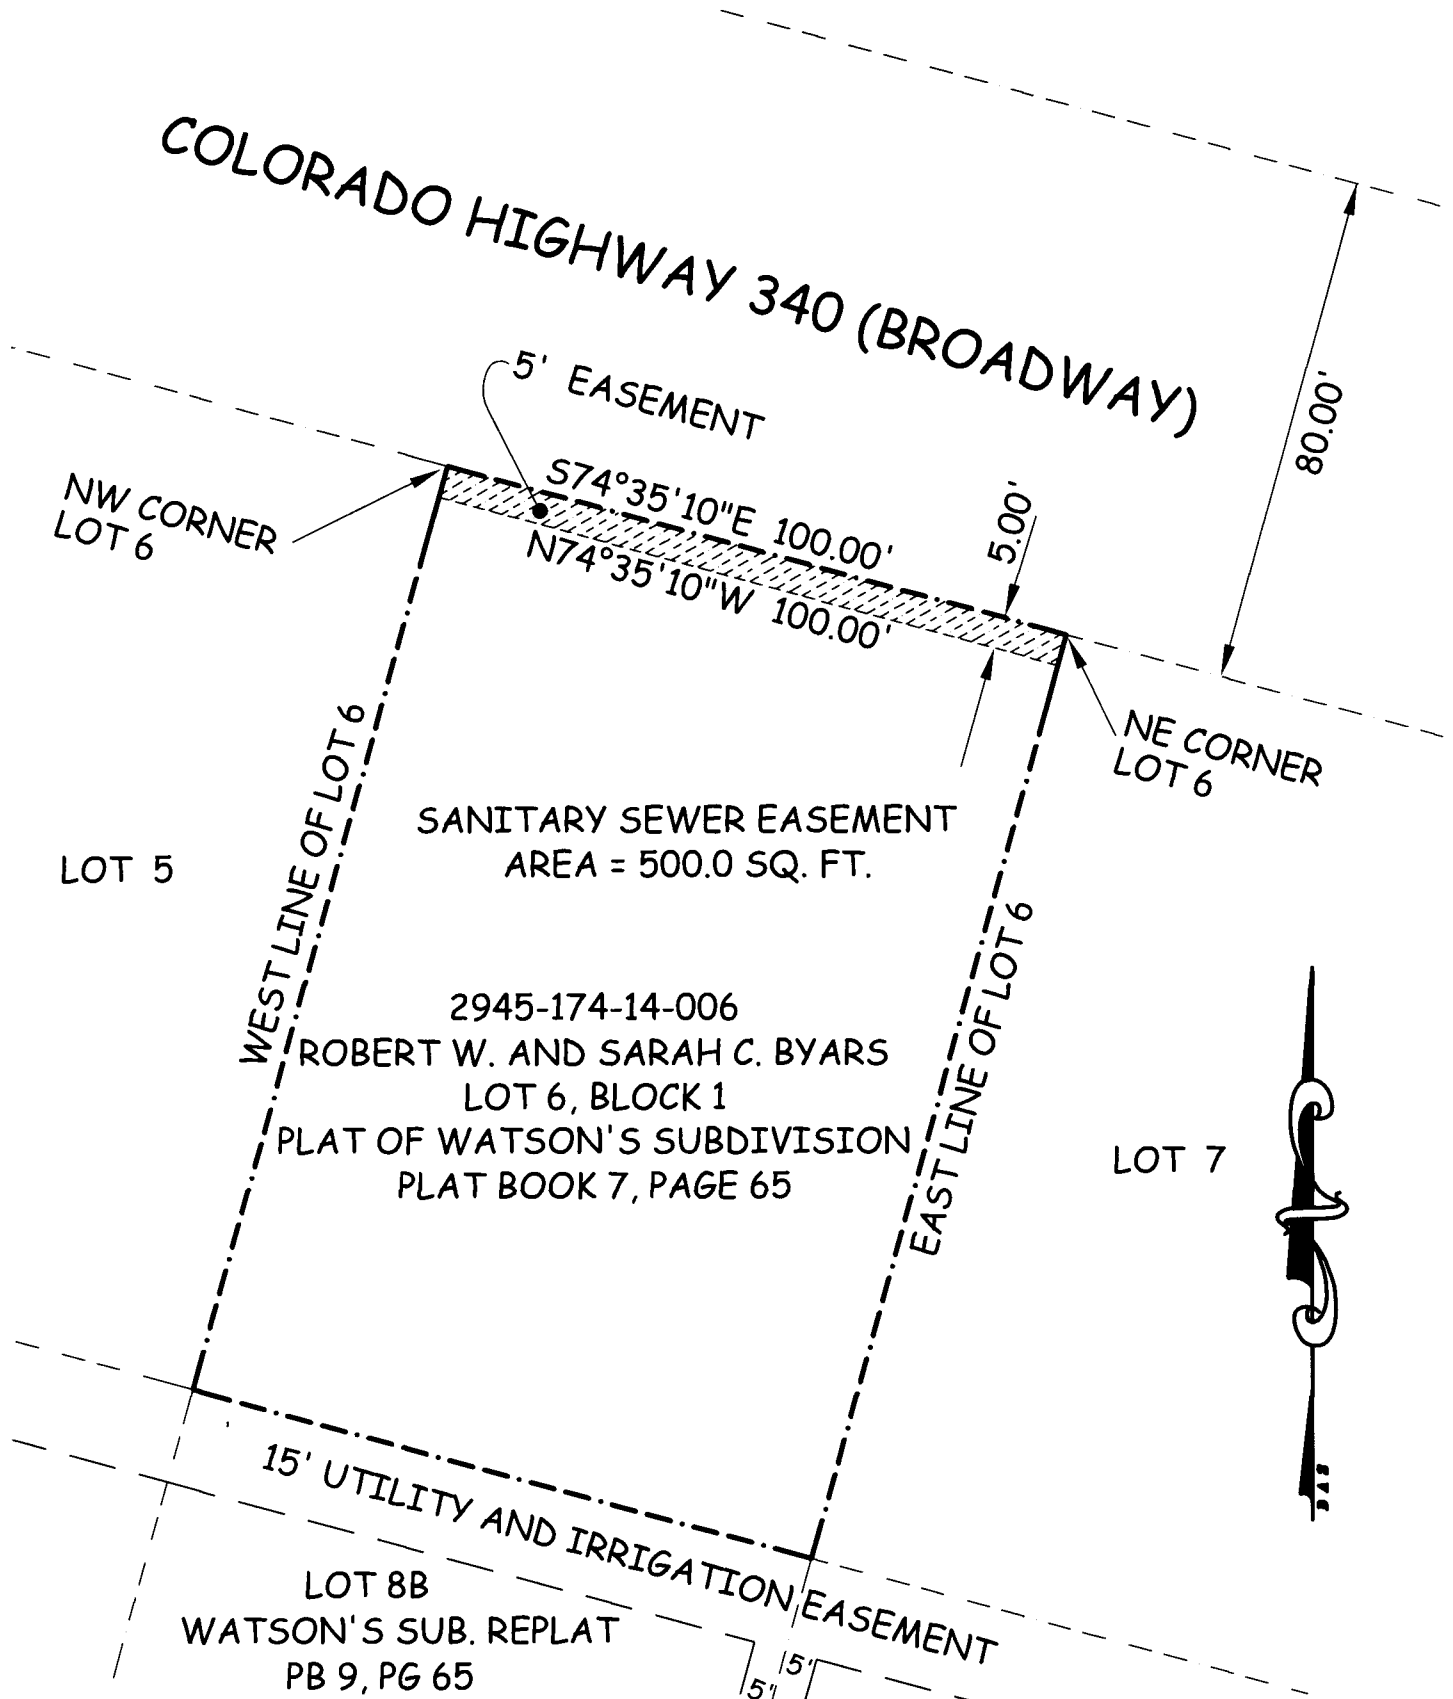 COLORADO HIGHWAY 340 (BROADWAY)
80.00'
5' EASEMENT
S74°35'10"E 100.00'
N74°35'10"W 100.00'
5.00'
NW CORNER
LOT 6
NE CORNER
LOT 6
WEST LINE OF LOT 6
SANITARY SEWER EASEMENT
AREA = 500.0 SQ. FT.
LOT 5
EAST LINE OF LOT 6
2945-174-14-006
ROBERT W. AND SARAH C. BYARS
LOT 6, BLOCK 1
PLAT OF WATSON'S SUBDIVISION
PLAT BOOK 7, PAGE 65
LOT 7
15' UTILITY AND IRRIGATION EASEMENT
LOT 8B
WATSON'S SUB. REPLAT
PB 9, PG 65
5'
5'